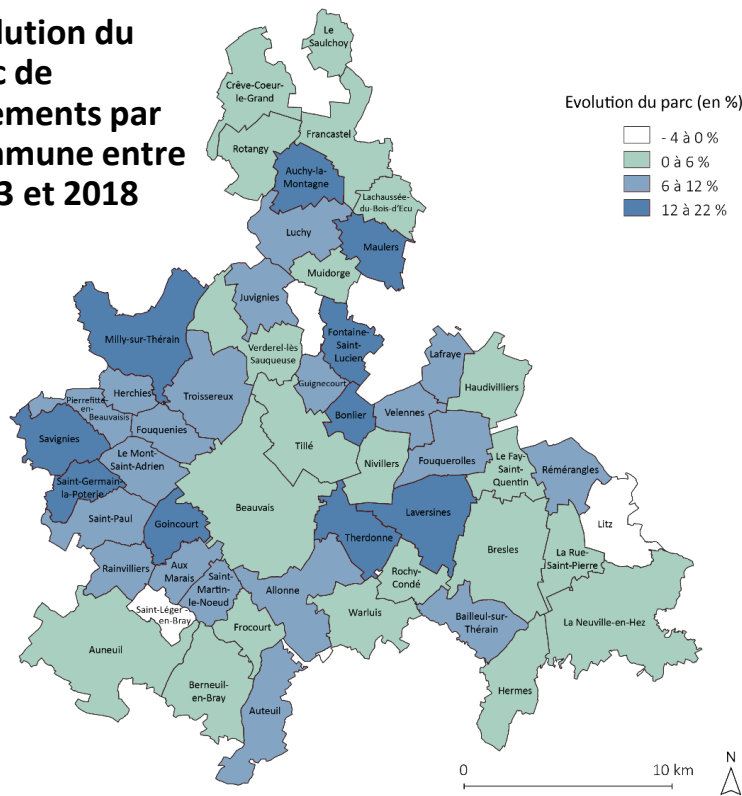 lution du
c de
ements par
mmune entre
3 et 2018
Evolution du parc (en %)
- 4 à 0 %
0 à 6 %
6 à 12 %
12 à 22 %
Le
Saulchoy
Crêve-Coeur-
le-Grand
Rotangy
Francastel
Auchy-la-
Montagne
Lachaussée-
du-Bois-d'Ecu
Luchy
Maulers
Muidorge
Juvignies
Milly-sur-Thérain
Fontaine-
Saint-
Lucien
Verderel-lès
Sauqueuse
Lafraye
Haudivilliers
Guignecourt
Herchies
Troissereux
Pierrefitte-
en-
Beauvaisis
Bonlier
Velennes
Savignies
Fouquenies
Tillé
Le Mont-
Saint-Adrien
Nivillers
Fouquerolles
Le Fay-
Saint-
Quentin
Rémérangles
Saint-Germain-
la-Poterie
Beauvais
Laversines
Litz
Saint-Paul
Goincourt
Therdonne
Bresles
La Rue-
Saint-Pierre
Rainvilliers
Aux
Marais
Saint-
Martin-
le-Noeud
Allonne
Rochy-
Condé
Saint-Léger-
en-Bray
Warluis
Bailleul-sur-
Thérain
La Neuville-en-Hez
Frocourt
Auneuil
Berneuil-
en-Bray
Hermes
Auteuil
N
0
10 km